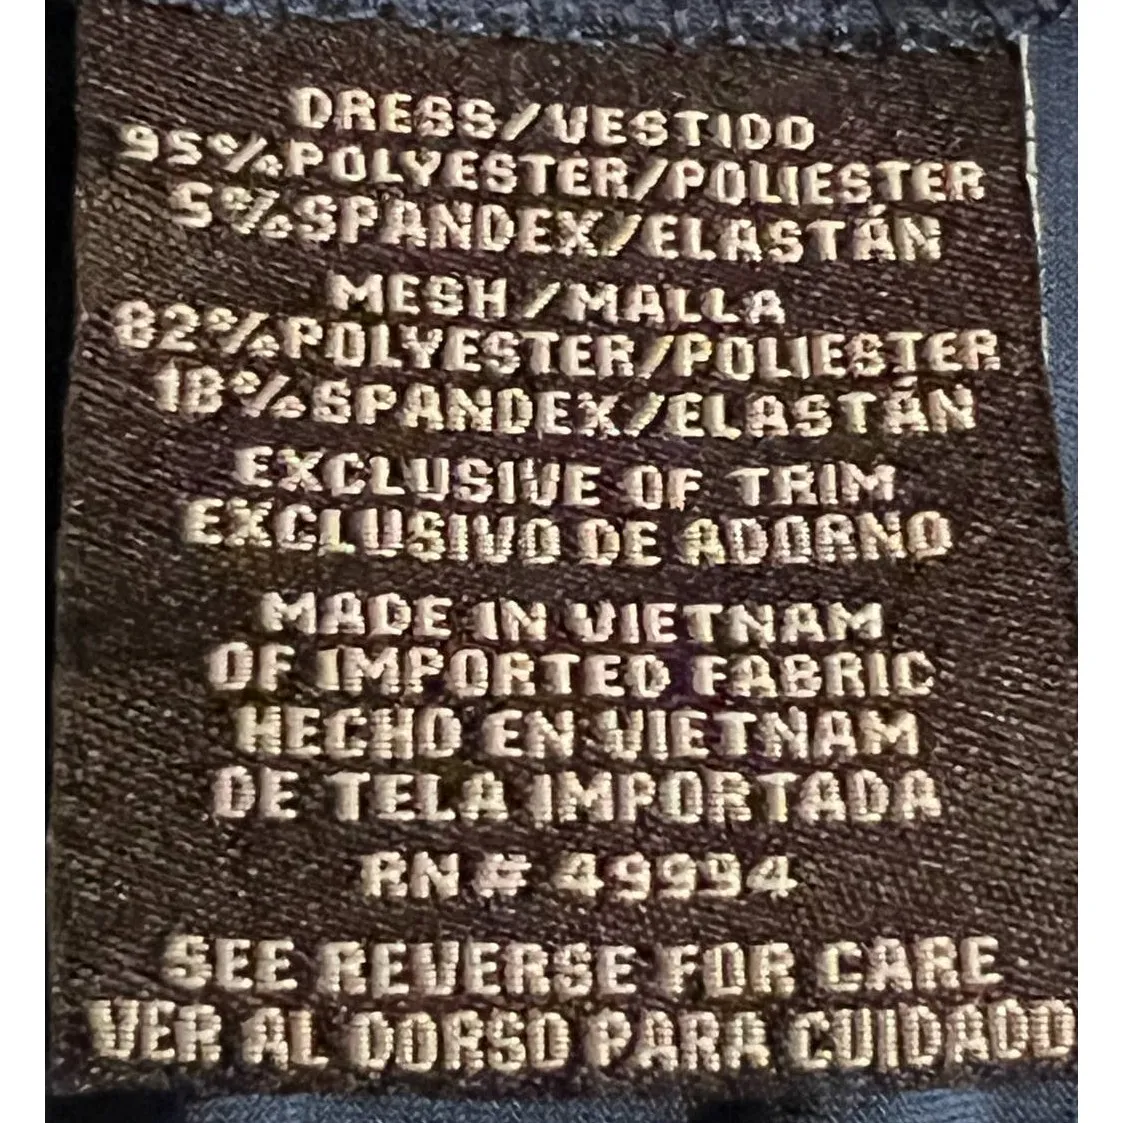 DRESS/VESTIDO
95%POLYESTER/POLIESTER
5%SPANDEX/ELASTÁN
MESH/MALLA
82%POLYESTER/POLIESTER
18%SPANDEX/ELASTÁN
EXCLUSIVE OF TRIM
EXCLUSIVO DE ADORNO
MADE IN VIETNAM
OF IMPORTED FABRIC
HECHO EN VIETNAM
DE TELA IMPORTADA
RN# 49994
SEE REVERSE FOR CARE
VER AL DORSO PARA CUIDADO